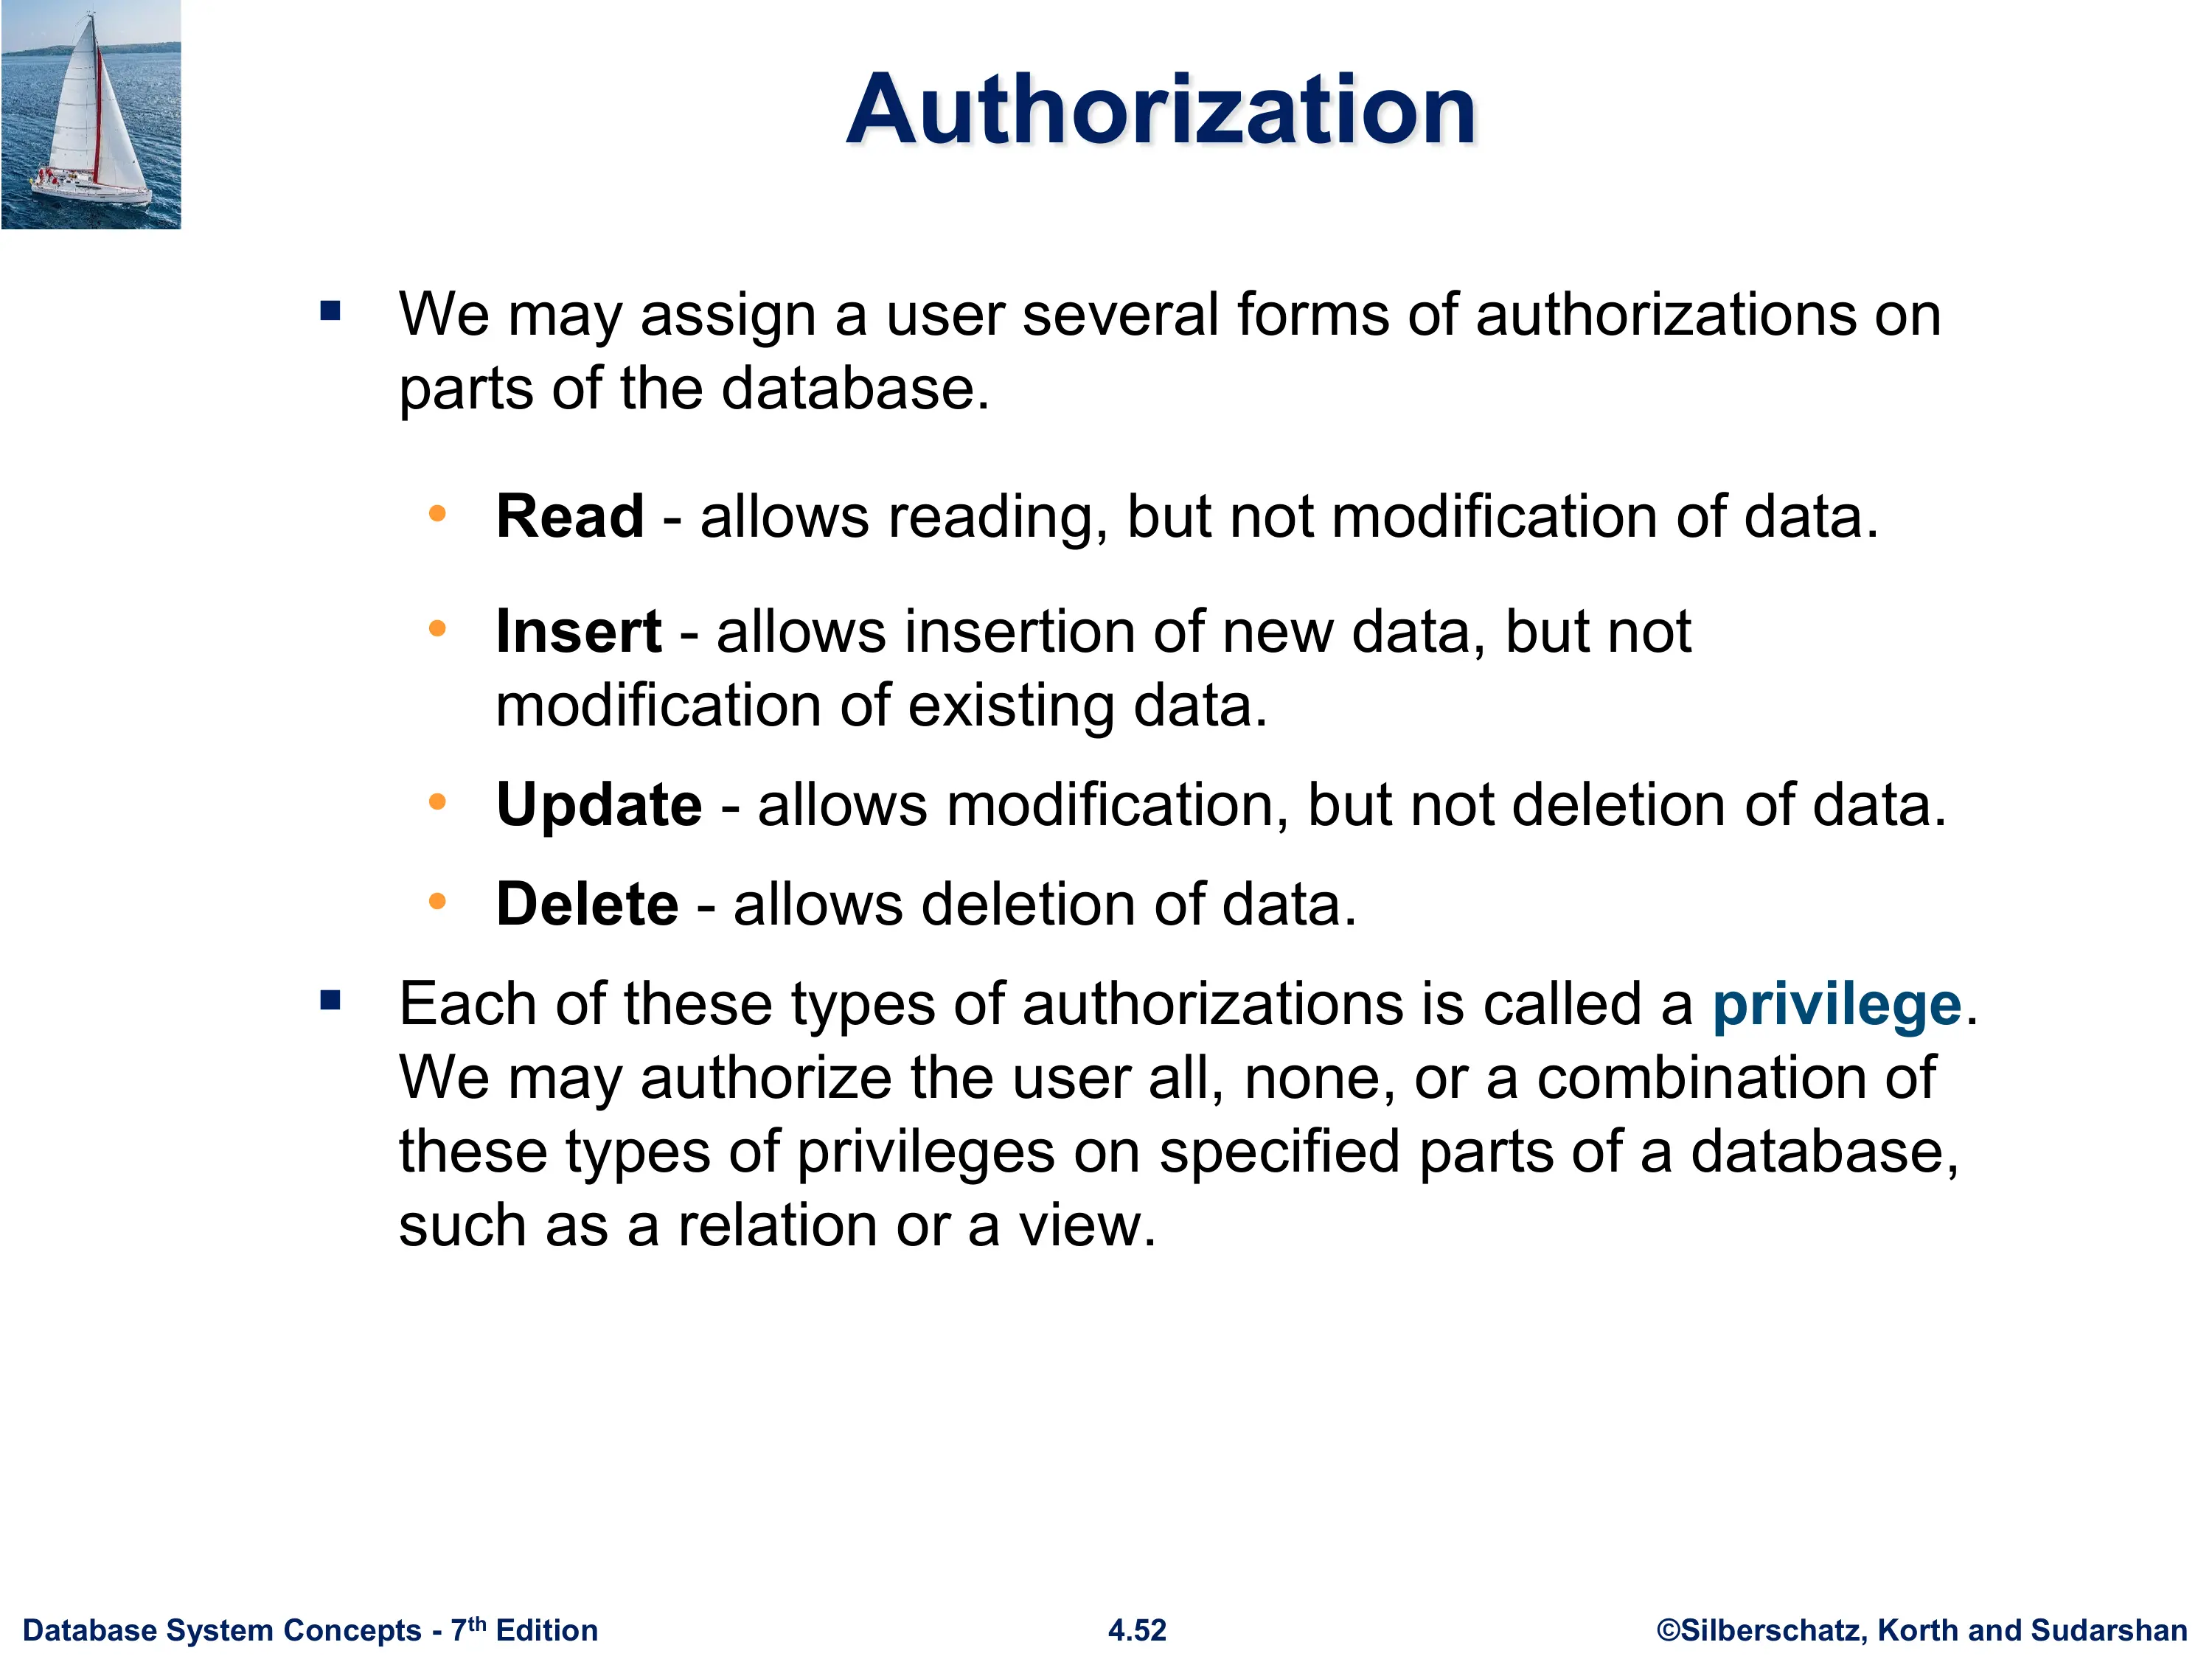 Authorization
▪ We may assign a user several forms of authorizations on
parts of the database.
• Read - allows reading, but not modification of data.
• Insert - allows insertion of new data, but not
modification of existing data.
• Update - allows modification, but not deletion of data.
• Delete - allows deletion of data.
▪ Each of these types of authorizations is called a privilege.
We may authorize the user all, none, or a combination of
these types of privileges on specified parts of a database,
such as a relation or a view.
Database System Concepts - 7th Edition 4.52 ©Silberschatz, Korth and Sudarshan